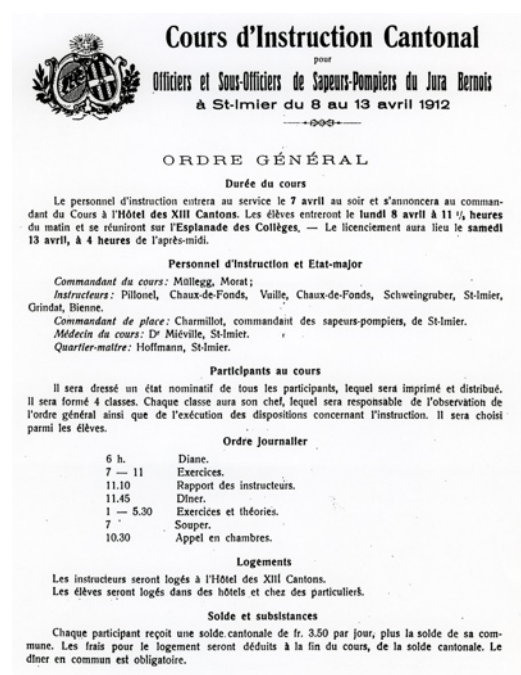 Cours d'Instruction Cantonal
pour
Officiers et Sous-Officiers de Sapeurs-Pompiers du Jura Bernois
à St-Imier du 8 au 13 avril 1912
ORDRE GÉNÉRAL
Durée du cours
Le personnel d'instruction entrera au service le 7 avril au soir et s'annoncera au comman-
dant du Cours à l'Hôtel des XIII Cantons. Les élèves entreront le lundi 8 avril à 11 ½ heures
du matin et se réuniront sur l'Esplanade des Collèges. — Le licenciement aura lieu le samedi
13 avril, à 4 heures de l'après-midi.
Personnel d'instruction et Etat-major
Commandant du cours: Müllegg, Morat;
Instructeurs: Pillonel, Chaux-de-Fonds, Vuille, Chaux-de-Fonds, Schweingruber, St-Imier,
Grindat, Bienne.
Commandant de place: Charmillot, commandant des sapeurs-pompiers, de St-Imier.
Médecin du cours: Dr Miéville, St-Imier.
Quartier-maître: Hoffmann, St-Imier.
Participants au cours
Il sera dressé un état nominatif de tous les participants, lequel sera imprimé et distribué.
Il sera formé 4 classes. Chaque classe aura son chef, lequel sera responsable de l'observation de
l'ordre général ainsi que de l'exécution des dispositions concernant l'instruction. Il sera choisi
parmi les élèves.
Ordre journalier
6 h. Diane.
7 — 11 Exercices.
11.10 Rapport des instructeurs.
11.45 Dîner.
1 — 5.30 Exercices et théories.
7 Souper.
10.30 Appel en chambres.
Logements
Les instructeurs seront logés à l'Hôtel des XIII Cantons.
Les élèves seront logés dans des hôtels et chez des particuliers.
Solde et subsistances
Chaque participant reçoit une solde cantonale de fr. 3.50 par jour, plus la solde de sa com-
mune. Les frais pour le logement seront déduits à la fin du cours, de la solde cantonale. Le
dîner en commun est obligatoire.